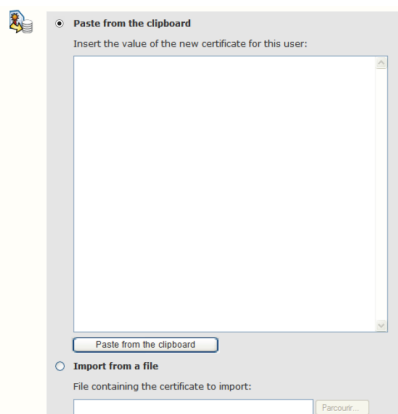 Paste from the clipboard
Insert the value of the new certificate for this user:
Paste from the clipboard
Import from a file
File containing the certificate to import:
Parcourir...